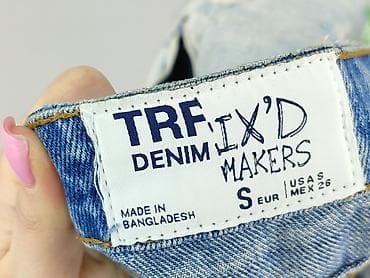 TRF IX'D
DENIM MAKERS
MADE IN
BANGLADESH
S EUR
USA S
MEX 26